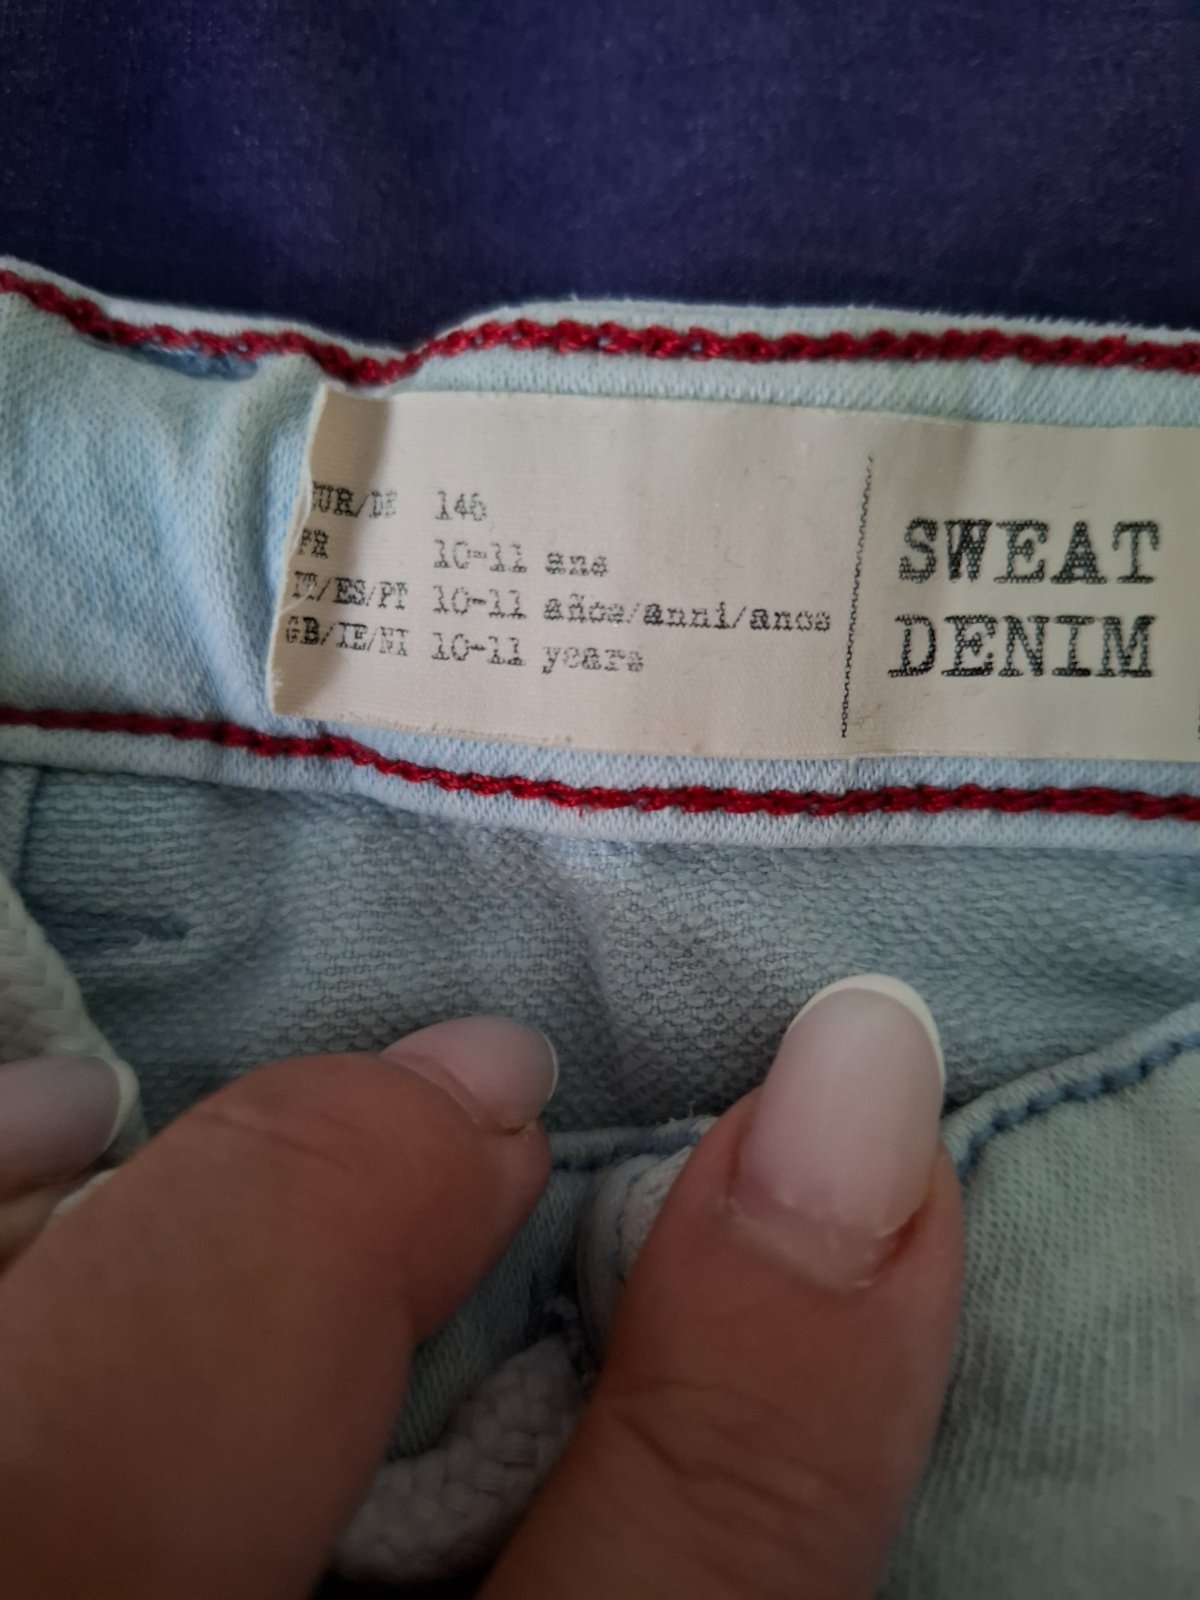 EUR/DE 146
FR 10-11 ans
IT/ES/PT 10-11 años/anni/anos
GB/IE/NI 10-11 years
SWEAT
DENIM